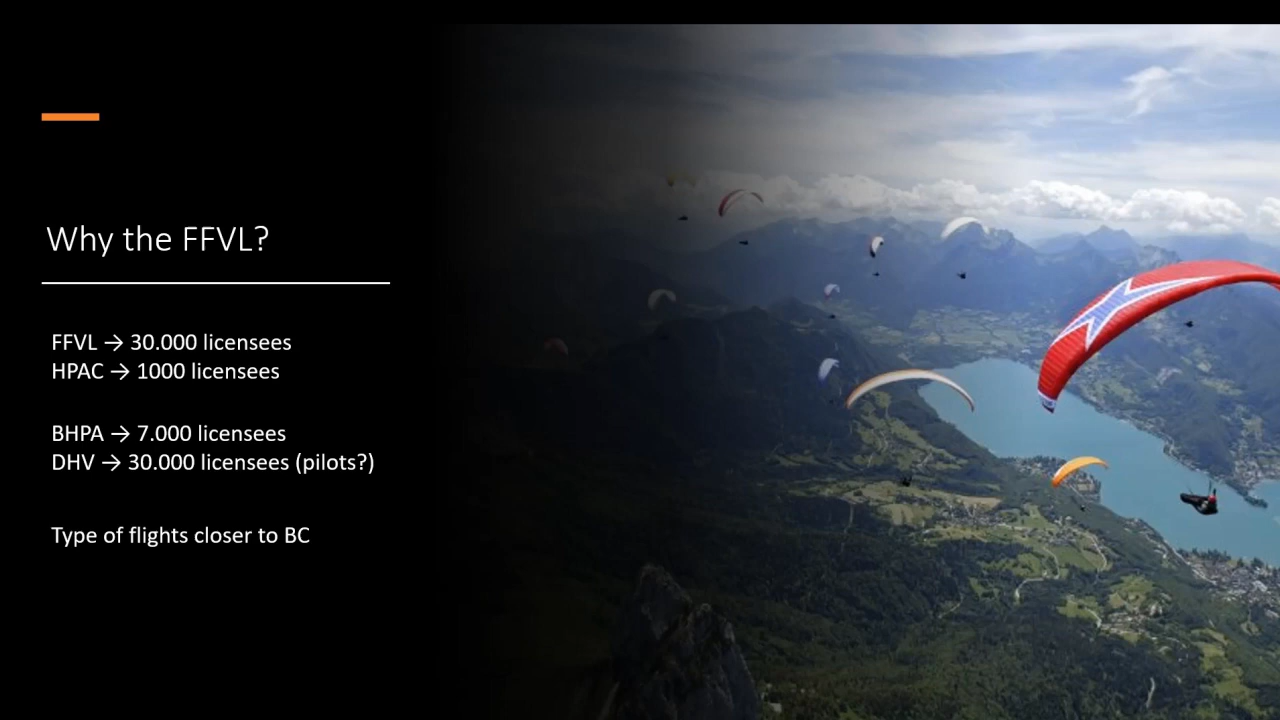 Why the FFVL?
FFVL → 30.000 licensees
HPAC → 1000 licensees
BHPA → 7.000 licensees
DHV → 30.000 licensees (pilots?)
Type of flights closer to BC